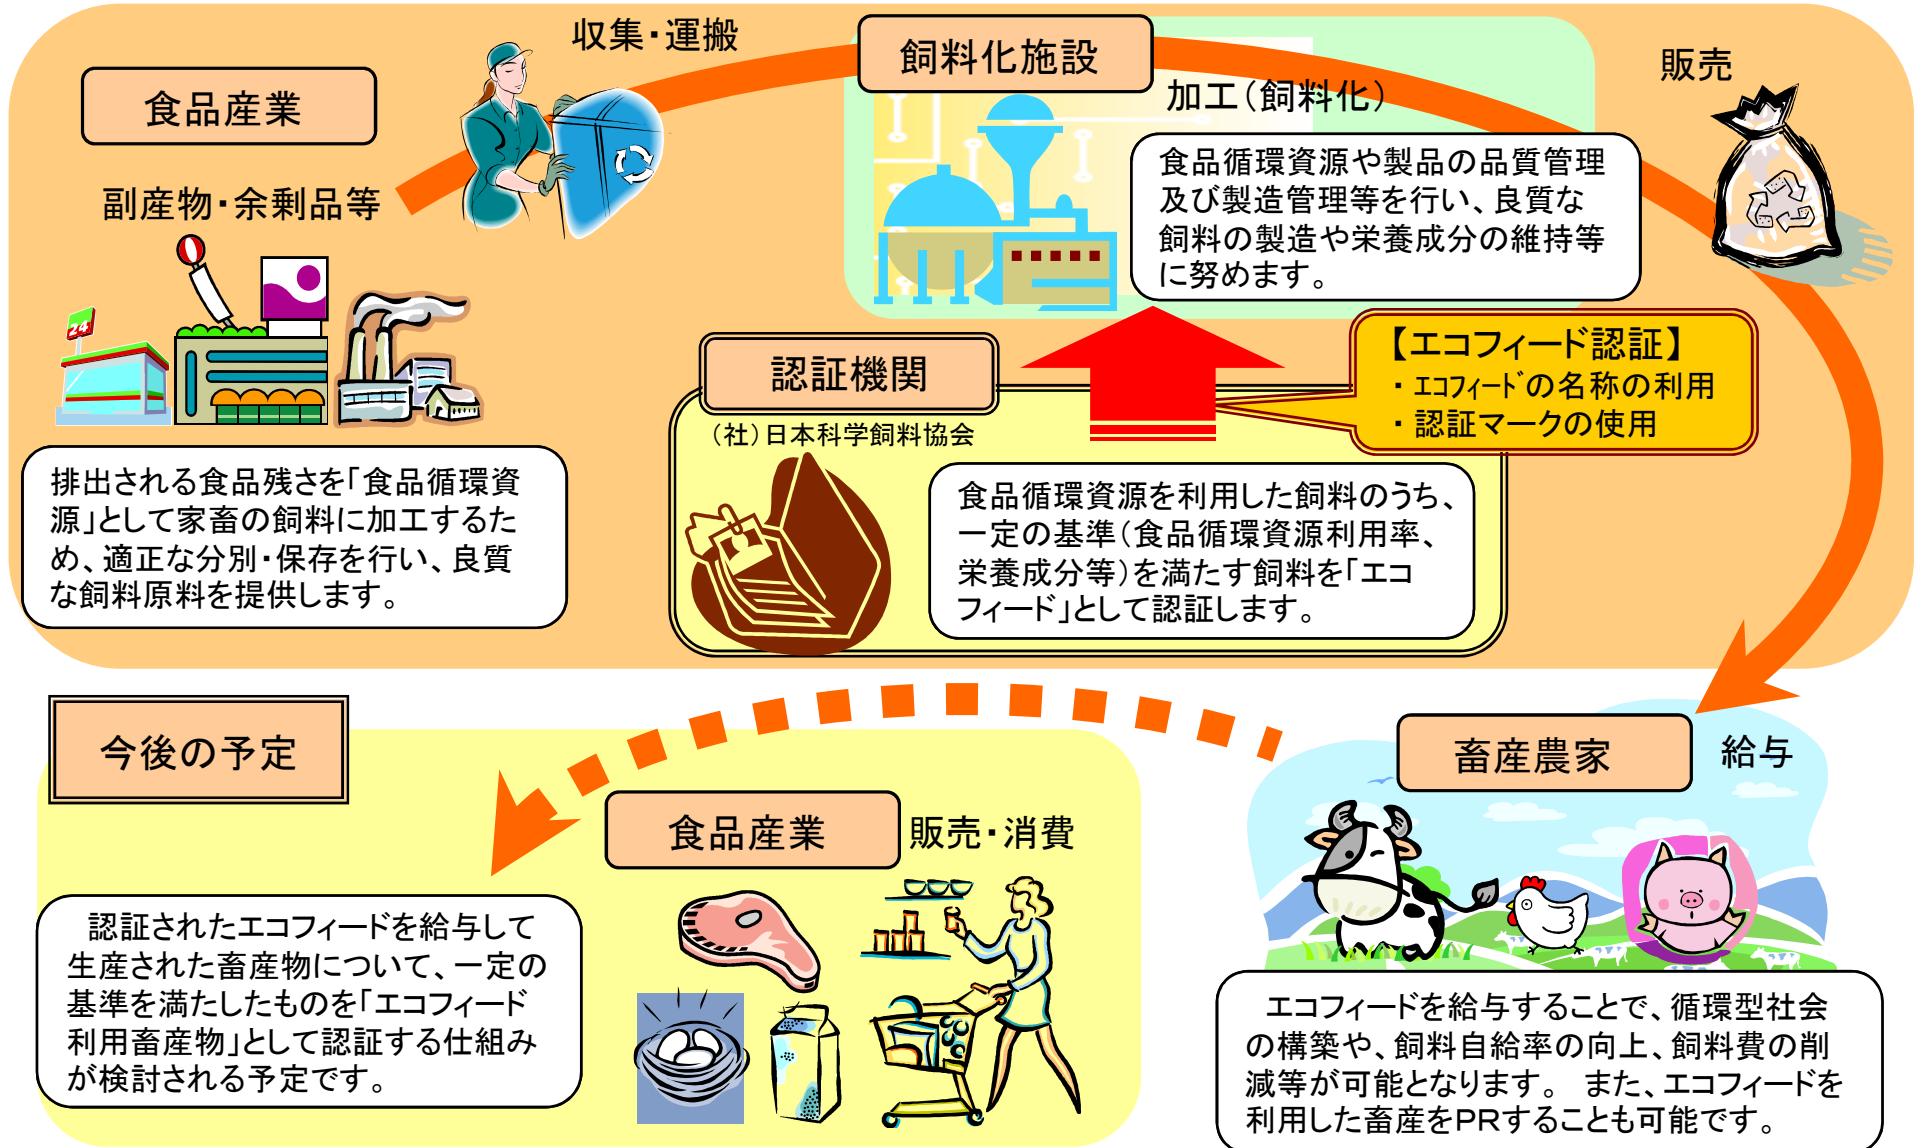 収集・運搬
飼料化施設
販売
食品産業
加工（飼料化）
副産物・余剰品等
食品循環資源や製品の品質管理
及び製造管理等を行い、良質な
飼料の製造や栄養成分の維持等
に努めます。
24
認証機関
（社）日本科学飼料協会
【エコフィード認証】
・ｴｺﾌｨｰﾄﾞの名称の利用
・認証マークの使用
排出される食品残さを「食品循環資
源」として家畜の飼料に加工するた
め、適正な分別・保存を行い、良質
な飼料原料を提供します。
食品循環資源を利用した飼料のうち、
一定の基準（食品循環資源利用率、
栄養成分等）を満たす飼料を「エコ
フィード」として認証します。
今後の予定
畜産農家
給与
食品産業
販売・消費
認証されたエコフィードを給与して
生産された畜産物について、一定の
基準を満たしたものを「エコフィード
利用畜産物」として認証する仕組み
が検討される予定です。
エコフィードを給与することで、循環型社会
の構築や、飼料自給率の向上、飼料費の削
減等が可能となります。　また、エコフィードを
利用した畜産をPRすることも可能です。